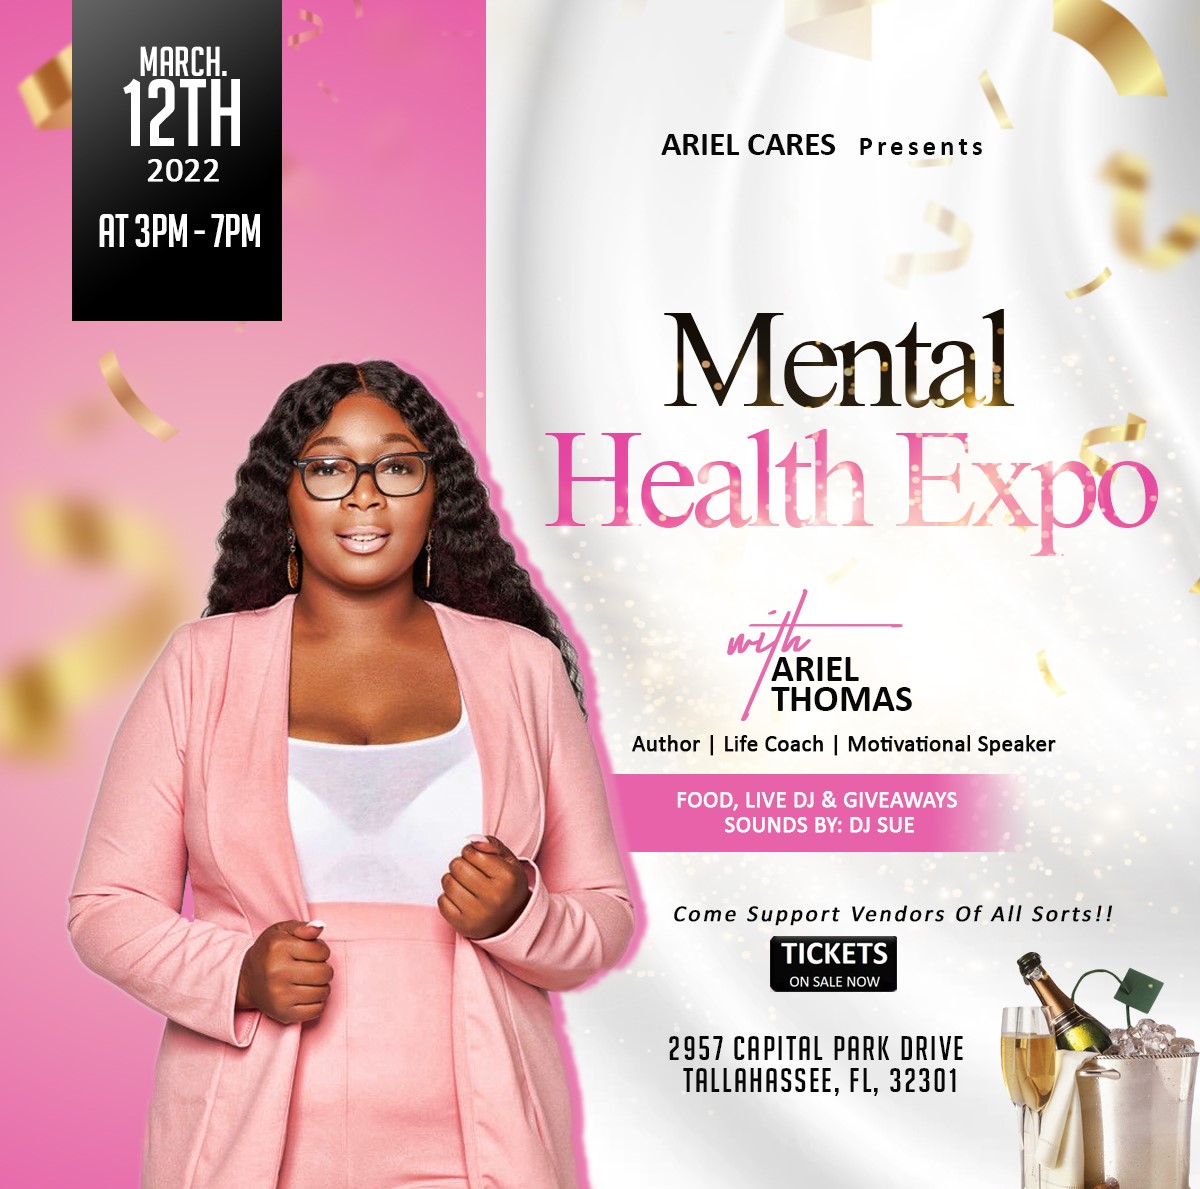 MARCH.
12TH
2022
AT 3PM - 7PM
ARIEL CARES Presents
Mental
Health Expo
with
ARIEL
THOMAS
Author | Life Coach | Motivational Speaker
FOOD, LIVE DJ & GIVEAWAYS
SOUNDS BY: DJ SUE
Come Support Vendors Of All Sorts!!
TICKETS
ON SALE NOW
2957 CAPITAL PARK DRIVE
TALLAHASSEE, FL, 32301